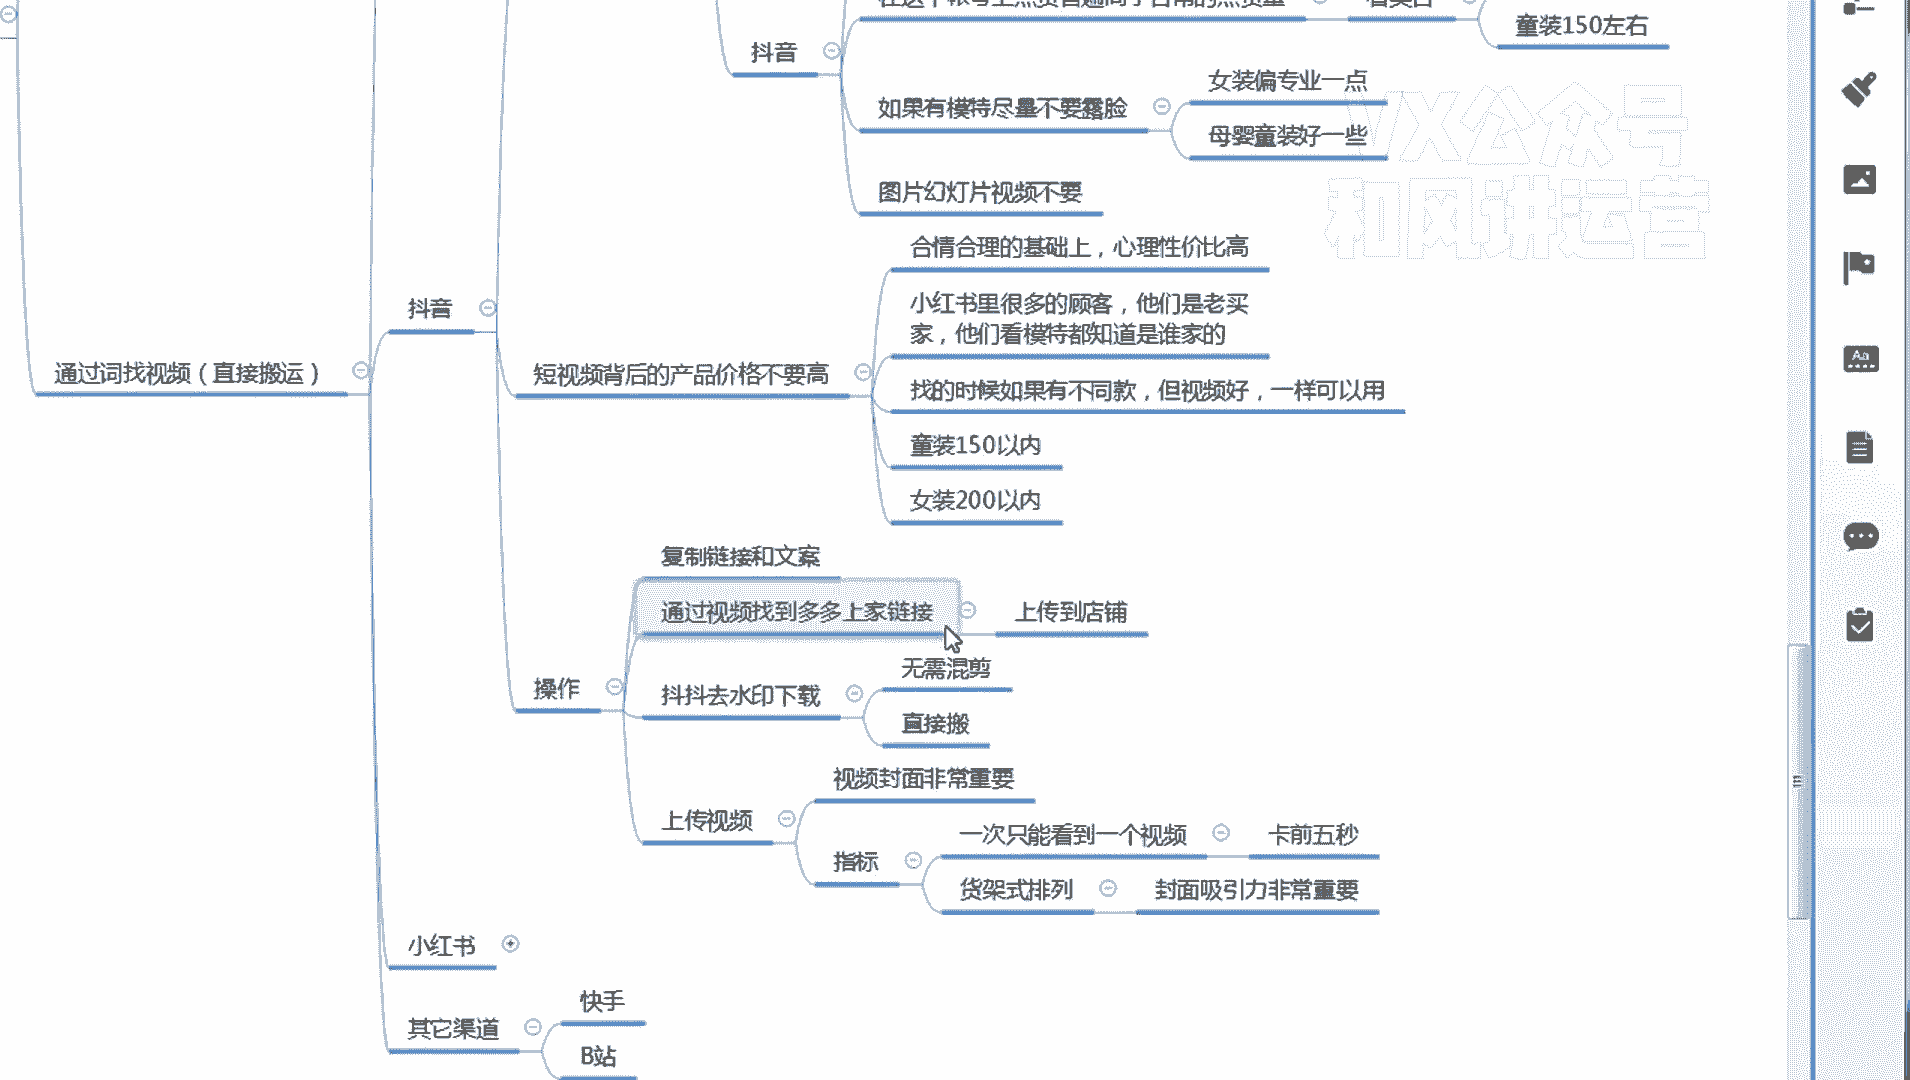 童装150左右
抖音
女装偏专业一点
如果有模特尽量不要露脸
母婴童装好一些
VX公众号
和风讲运营
图片幻灯片视频不要
合情合理的基础上，心理性价比高
小红书里很多的顾客，他们是老买
家，他们看模特都知道是谁家的
抖音
通过词找视频（直接搬运）
短视频背后的产品价格不要高
找的时候如果有不同款，但视频好，一样可以用
童装150以内
女装200以内
复制链接和文案
通过视频找到多多上家链接
上传到店铺
无需混剪
操作
抖抖去水印下载
直接搬
视频封面非常重要
上传视频
一次只能看到一个视频
卡前五秒
指标
货架式排列
封面吸引力非常重要
小红书
快手
其它渠道
B站
Aa